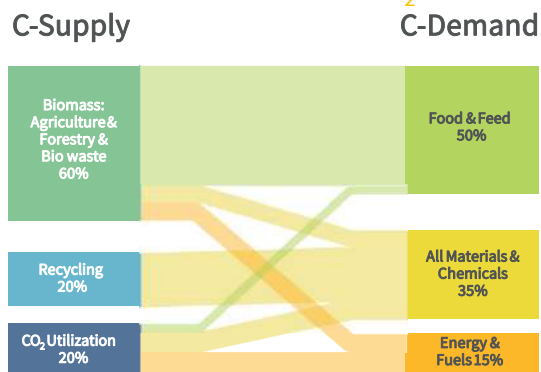 C-Supply
C-Demand
Biomass:
Agriculture &
Forestry &
Bio waste
60%
Food & Feed
50%
Recycling
20%
All Materials &
Chemicals
35%
CO₂ Utilization
20%
Energy &
Fuels 15%